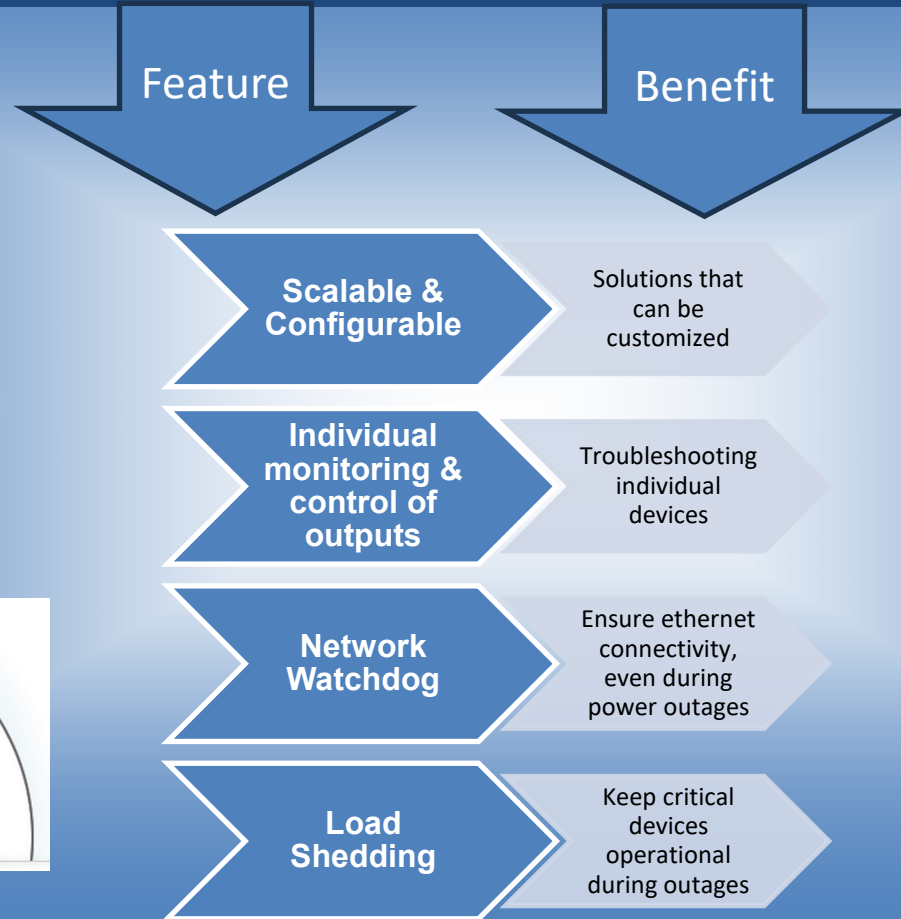 Feature
Benefit
Scalable &
Configurable
Solutions that
can be
customized
Individual
monitoring &
control of
outputs
Troubleshooting
individual
devices
Network
Watchdog
Ensure ethernet
connectivity,
even during
power outages
Load
Shedding
Keep critical
devices
operational
during outages